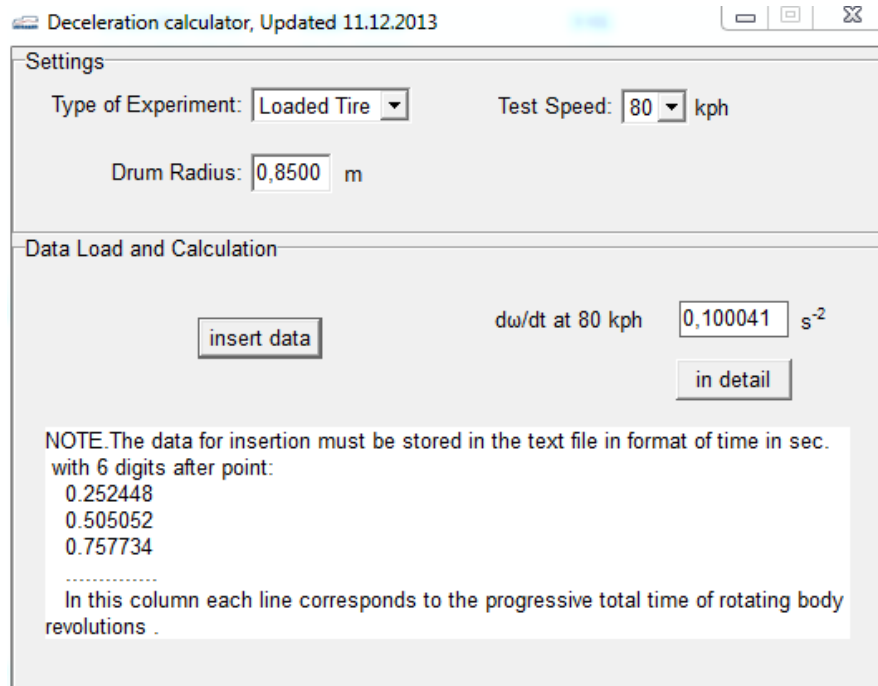 Deceleration calculator, Updated 11.12.2013
Settings
Type of Experiment: Loaded Tire Test Speed: 80 kph
Drum Radius: 0,8500 m
Data Load and Calculation
dω/dt at 80 kph 0,100041 s-2
insert data
in detail
NOTE.The data for insertion must be stored in the text file in format of time in sec.
with 6 digits after point:
0.252448
0.505052
0.757734
..............
In this column each line corresponds to the progressive total time of rotating body
revolutions .